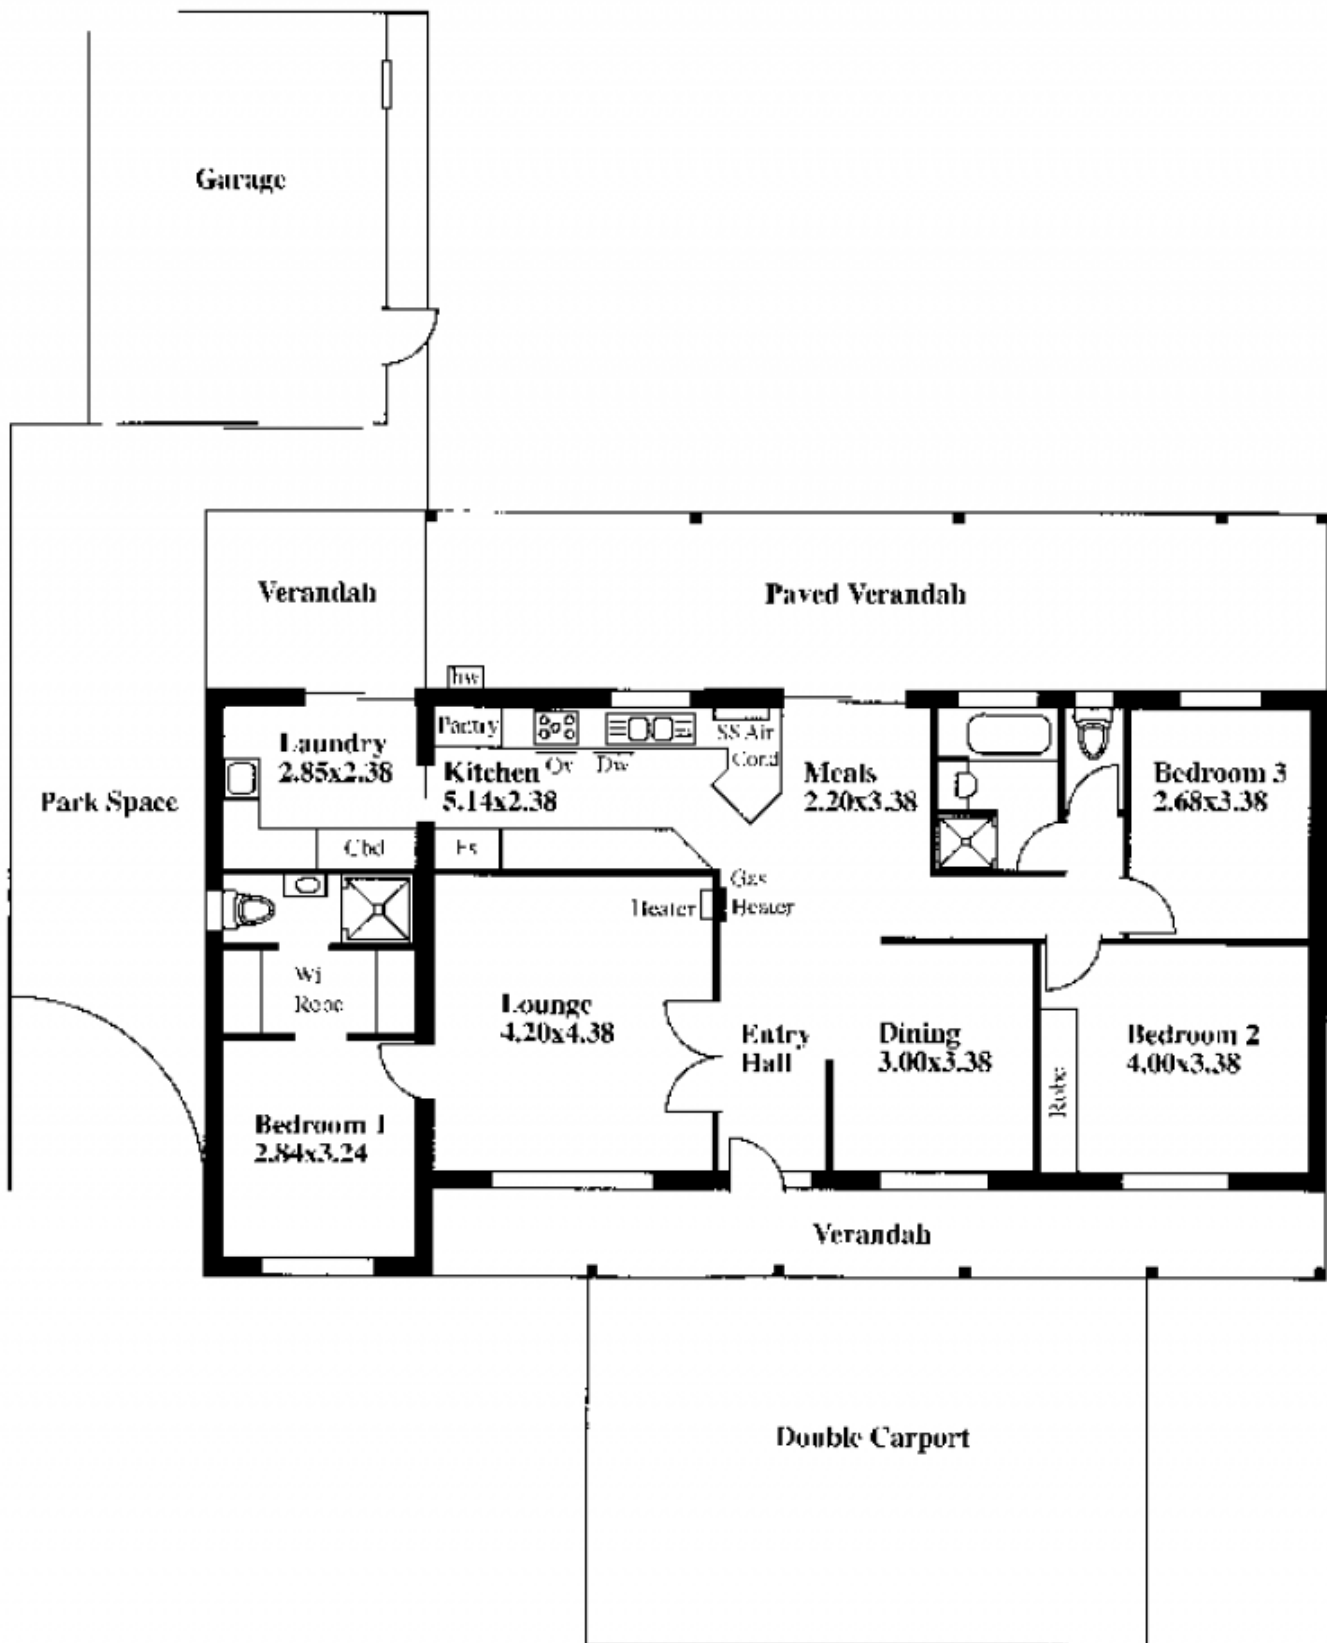 Garage
Verandah
Paved Verandah
hw
Pantry
SS Air
Cond
Laundry
2.85x2.38
Kitchen
5.14x2.38
Ov
Dw
Meals
2.20x3.38
Bedroom 3
2.68x3.38
Park Space
Cbd
Fs
Gas
Heater
Heater
Wi
Robe
Lounge
4.20x4.38
Entry
Hall
Dining
3.00x3.38
Bedroom 2
4.00x3.38
Robe
Bedroom 1
2.84x3.24
Verandah
Double Carport